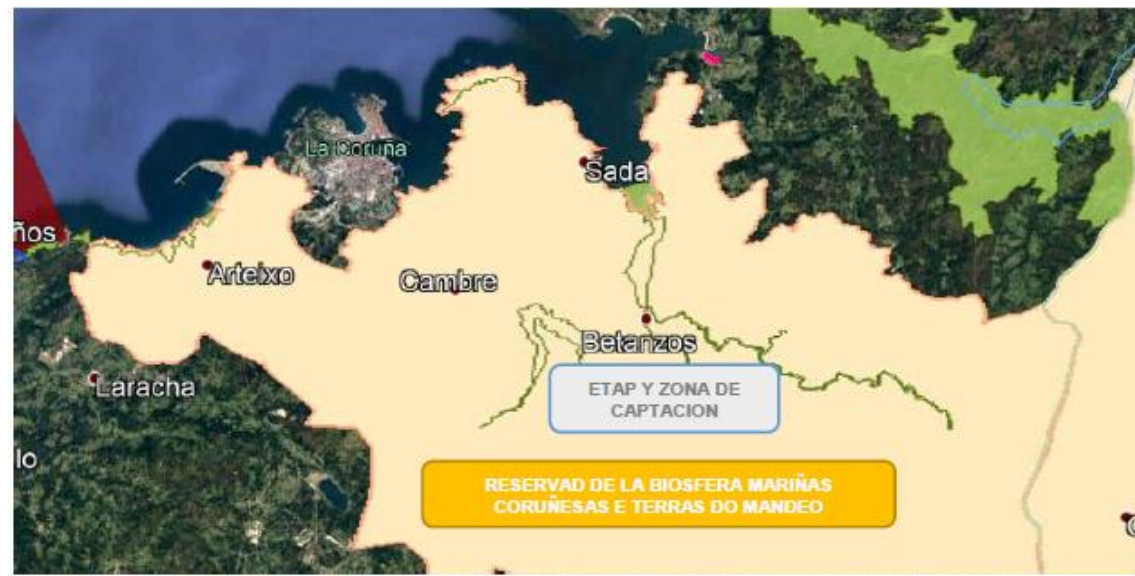 La Coruña
Sada
ños
Arteixo
Cambre
Betanzos
Laracha
ETAP Y ZONA DE
CAPTACION
lo
RESERVAD DE LA BIOSFERA MARIÑAS
CORUÑESAS E TERRAS DO MANDEO